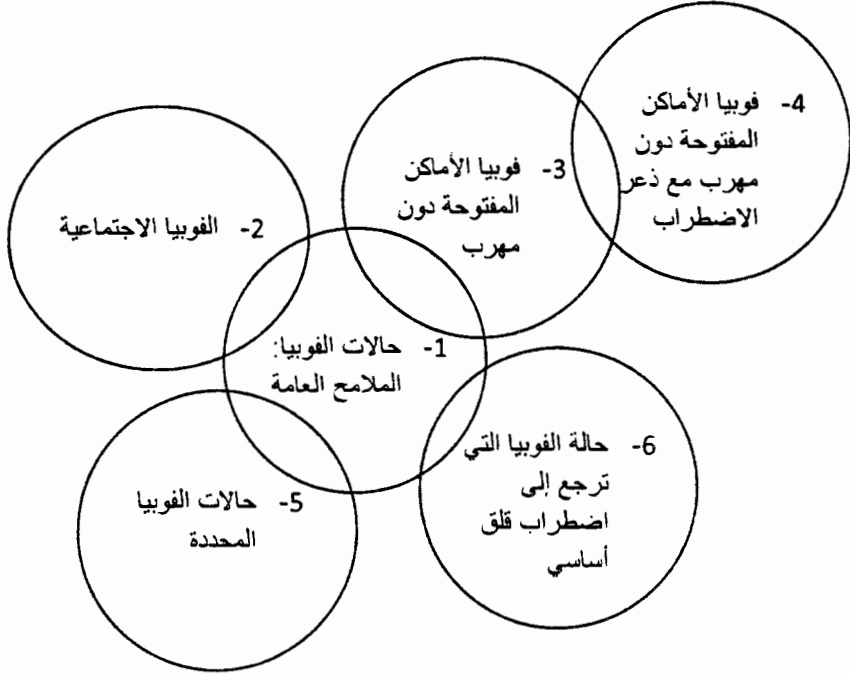 1- حالات الفوبيا:
الملامح العامة
2- الفوبيا الاجتماعية
3- فوبيا الأماكن
المفتوحة دون
مهرب
4- فوبيا الأماكن
المفتوحة دون
مهرب مع ذعر
الاضطراب
5- حالات الفوبيا
المحددة
6- حالة الفوبيا التي
ترجع إلى
اضطراب قلق
أساسي